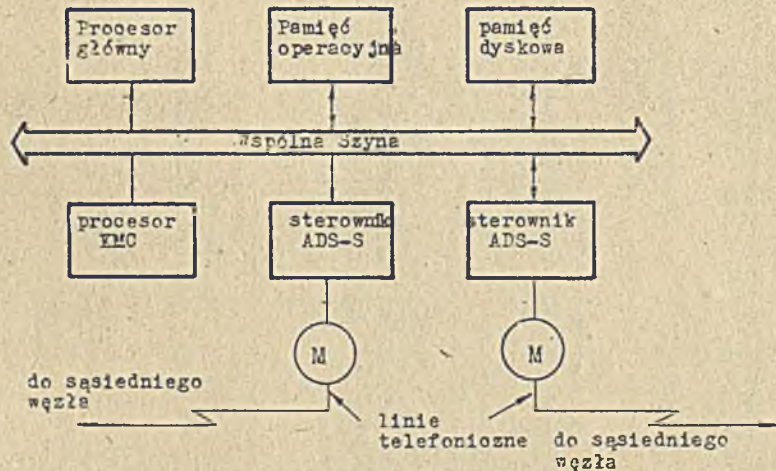 Procesor
główny
Pamięć
operacyjna
pamięć
dyskowa
Wspólna Szyna
procesor
KMC
sterownik
ADS-S
sterownik
ADS-S
M
M
do sąsiedniego
węzła
linie
telefoniczne
do sąsiedniego
węzła